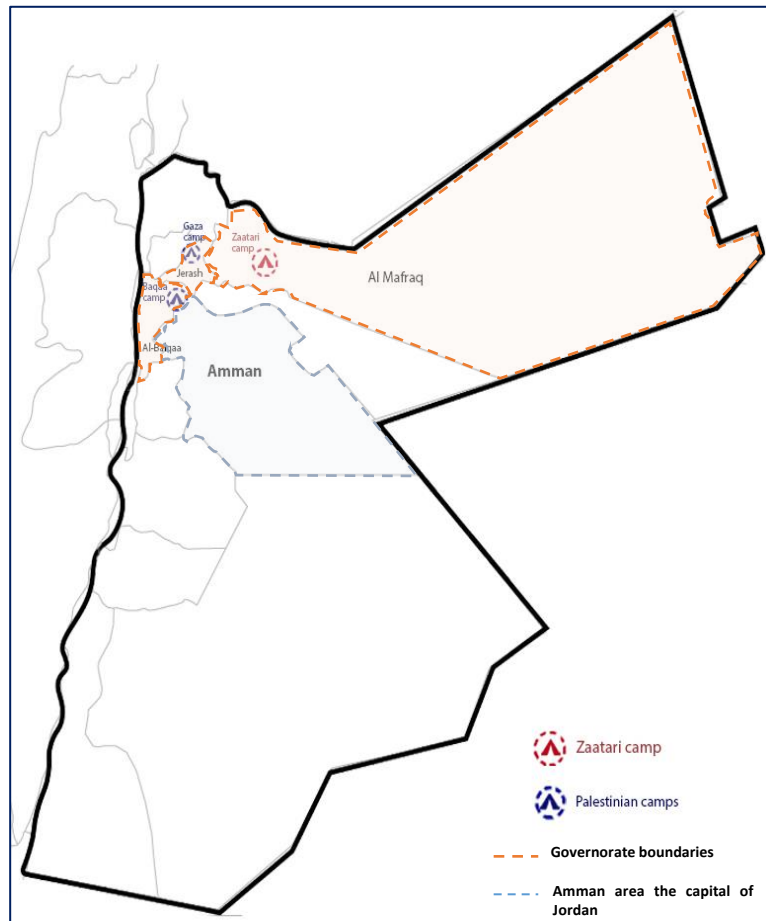 Gaza
camp
Zaatari
camp
Jerash
Al Mafraq
Baqaa
camp
Al-Balqaa
Amman
Zaatari camp
Palestinian camps
Governorate boundaries
Amman area the capital of
Jordan